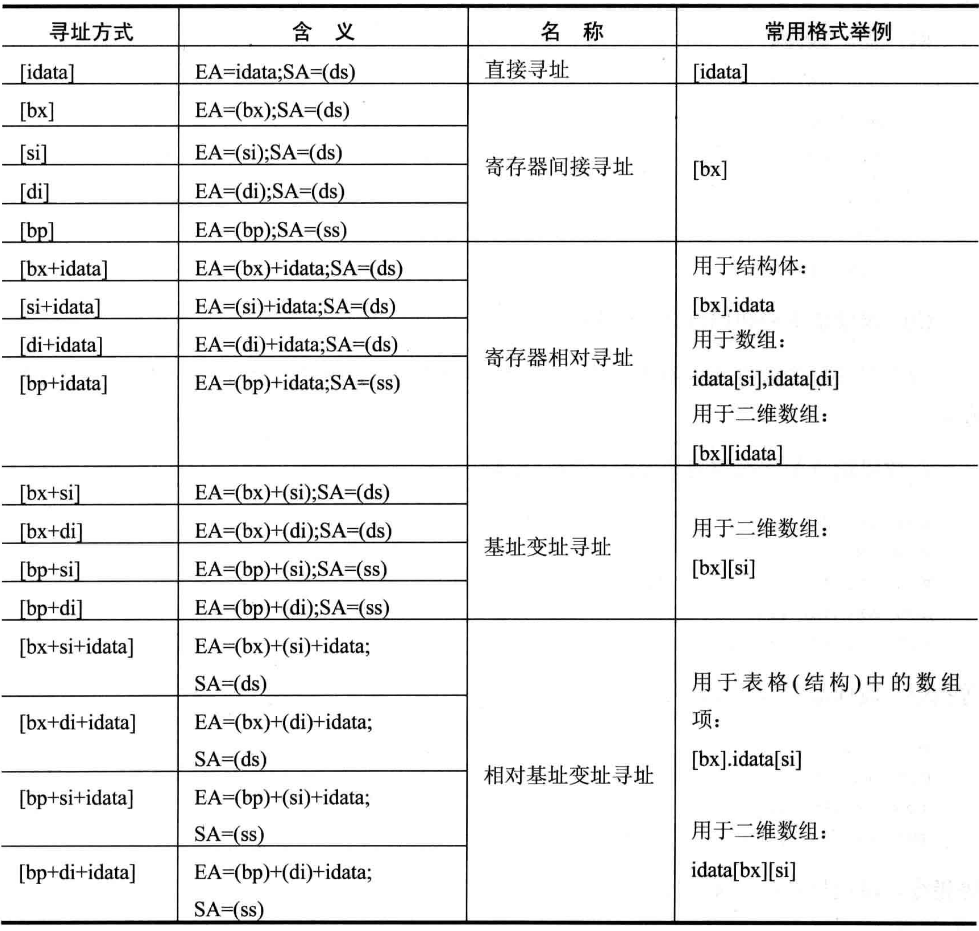 寻址方式 含 义 名 称 常用格式举例
[idata] EA=idata;SA=(ds) 直接寻址 [idata]
[bx] EA=(bx);SA=(ds)
[si] EA=(si);SA=(ds)
寄存器间接寻址 [bx]
[di] EA=(di);SA=(ds)
[bp] EA=(bp);SA=(ss)
[bx+idata] EA=(bx)+idata;SA=(ds) 用于结构体：
[si+idata] EA=(si)+idata;SA=(ds) [bx].idata
[di+idata] EA=(di)+idata;SA=(ds) 用于数组：
寄存器相对寻址
[bp+idata] EA=(bp)+idata;SA=(ss) idata[si],idata[di]
用于二维数组：
[bx][idata]
[bx+si] EA=(bx)+(si);SA=(ds)
[bx+di] EA=(bx)+(di);SA=(ds) 用于二维数组：
基址变址寻址
[bp+si] EA=(bp)+(si);SA=(ss) [bx][si]
[bp+di] EA=(bp)+(di);SA=(ss)
[bx+si+idata] EA=(bx)+(si)+idata;
SA=(ds) 用于表格(结构)中的数组
[bx+di+idata] EA=(bx)+(di)+idata; 项：
SA=(ds) [bx].idata[si]
相对基址变址寻址
[bp+si+idata] EA=(bp)+(si)+idata;
SA=(ss) 用于二维数组：
[bp+di+idata] EA=(bp)+(di)+idata; idata[bx][si]
SA=(ss)